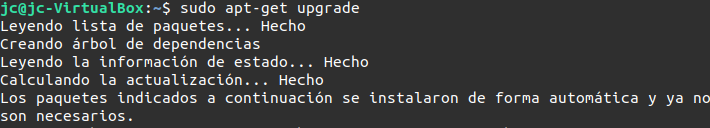 jc@jc-VirtualBox:~$ sudo apt-get upgrade
Leyendo lista de paquetes... Hecho
Creando árbol de dependencias
Leyendo la información de estado... Hecho
Calculando la actualización... Hecho
Los paquetes indicados a continuación se instalaron de forma automática y ya no
son necesarios.